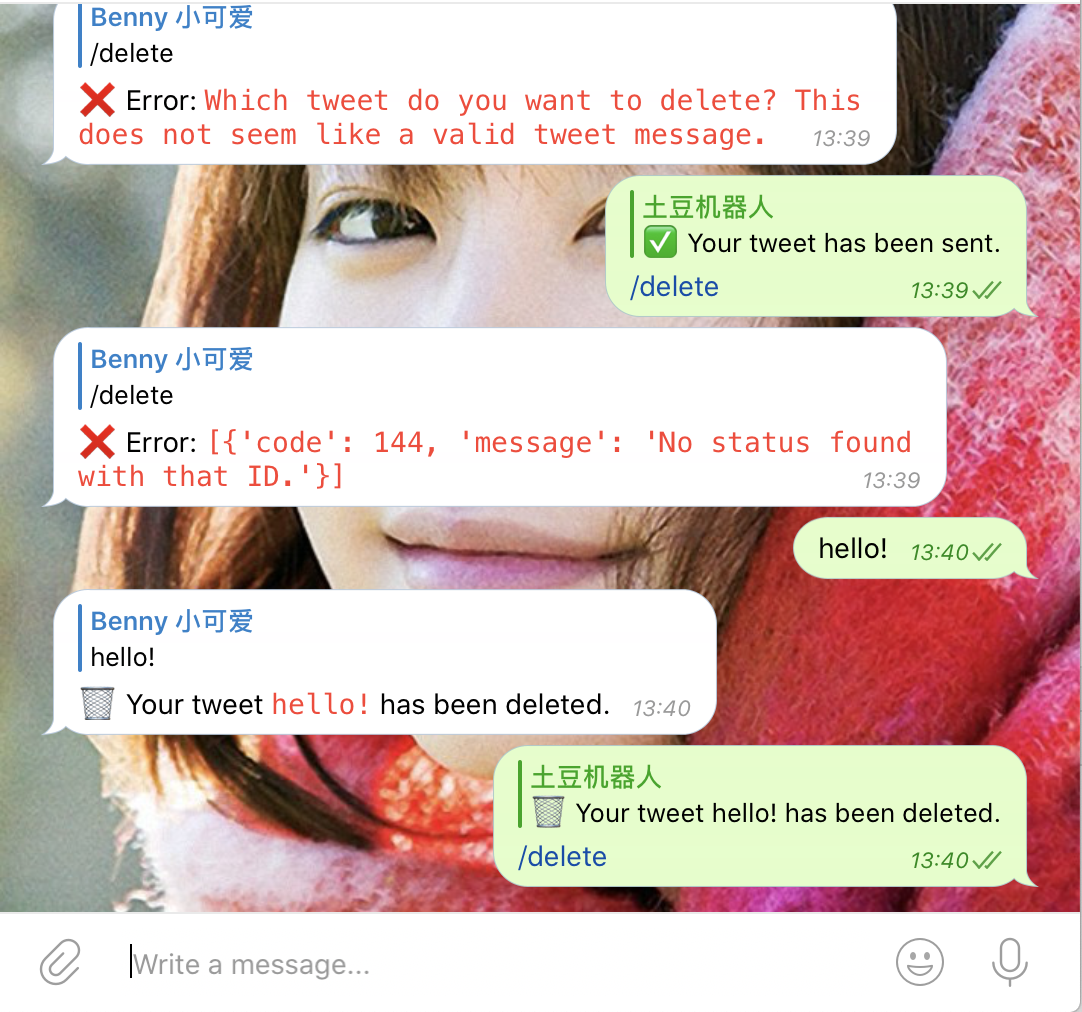 Benny 小可爱
/delete
❌ Error: Which tweet do you want to delete? This
does not seem like a valid tweet message. 13:39
土豆机器人
✅ Your tweet has been sent.
/delete 13:39
Benny 小可爱
/delete
❌ Error: [{'code': 144, 'message': 'No status found
with that ID.'}] 13:39
hello! 13:40
Benny 小可爱
hello!
🗑 Your tweet hello! has been deleted. 13:40
土豆机器人
🗑 Your tweet hello! has been deleted.
/delete 13:40
Write a message...